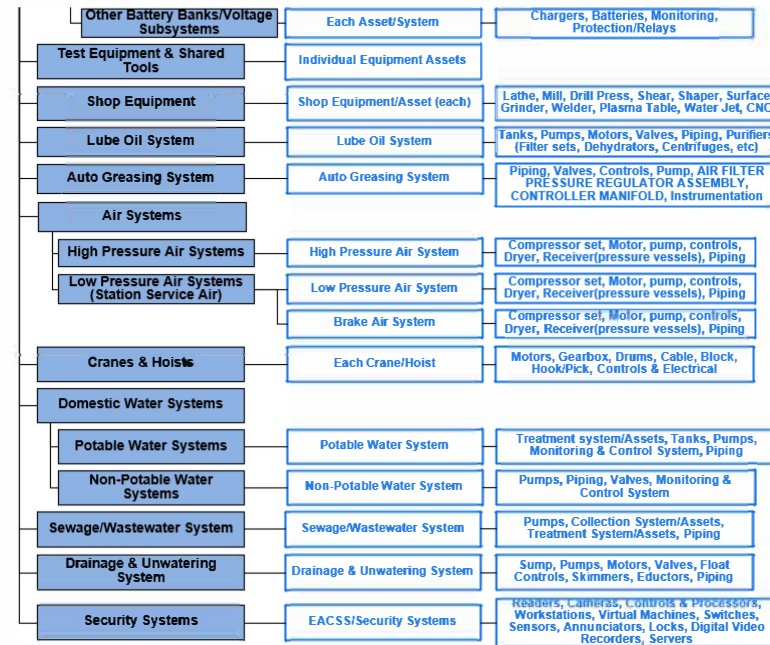 Other Battery Banks/Voltage
Subsystems
Each Asset/System
Chargers, Batteries, Monitoring,
Protection/Relays
Test Equipment & Shared
Tools
Individual Equipment Assets
Shop Equipment
Shop Equipment/Asset (each)
Lathe, Mill, Drill Press, Shear, Shaper, Surface
Grinder, Welder, Plasma Table, Water Jet, CNC
Lube Oil System
Lube Oil System
Tanks, Pumps, Motors, Valves, Piping, Purifiers
(Filter sets, Dehydrators, Centrifuges, etc)
Auto Greasing System
Auto Greasing System
Piping, Valves, Controls, Pump, AIR FILTER
PRESSURE REGULATOR ASSEMBLY,
CONTROLLER MANIFOLD, Instrumentation
Air Systems
High Pressure Air Systems
High Pressure Air System
Compressor set, Motor, pump, controls,
Dryer, Receiver(pressure vessels), Piping
Low Pressure Air Systems
(Station Service Air)
Low Pressure Air System
Compressor set, Motor, pump, controls,
Dryer, Receiver(pressure vessels), Piping
Brake Air System
Compressor set, Motor, pump, controls,
Dryer, Receiver(pressure vessels), Piping
Cranes & Hoists
Each Crane/Hoist
Motors, Gearbox, Drums, Cable, Block,
Hook/Pick, Controls & Electrical
Domestic Water Systems
Potable Water Systems
Potable Water System
Treatment system/Assets, Tanks, Pumps,
Monitoring & Control System, Piping
Non-Potable Water
Systems
Non-Potable Water System
Pumps, Piping, Valves, Monitoring &
Control System
Sewage/Wastewater System
Sewage/Wastewater System
Pumps, Collection System/Assets,
Treatment System/Assets, Piping
Drainage & Unwatering
System
Drainage & Unwatering System
Sump, Pumps, Motors, Valves, Float
Controls, Skimmers, Eductors, Piping
Security Systems
EACSS/Security Systems
Readers, Cameras, Controls & Processors,
Workstations, Virtual Machines, Switches,
Sensors, Annunciators, Locks, Digital Video
Recorders, Servers